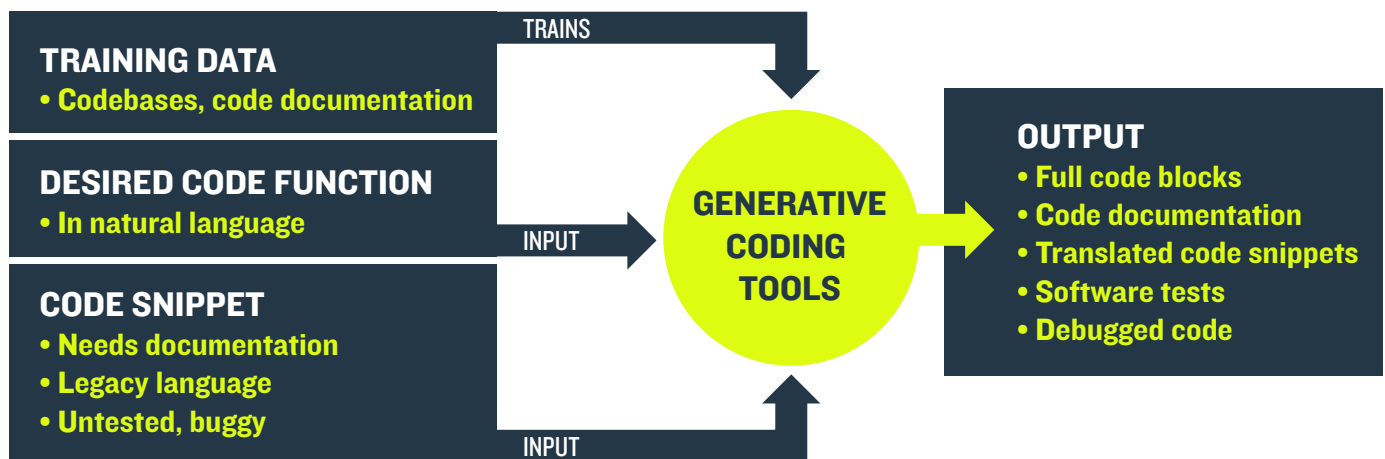 TRAINING DATA
• Codebases, code documentation
TRAINS
DESIRED CODE FUNCTION
• In natural language
INPUT
CODE SNIPPET
• Needs documentation
• Legacy language
• Untested, buggy
INPUT
GENERATIVE
CODING
TOOLS
OUTPUT
• Full code blocks
• Code documentation
• Translated code snippets
• Software tests
• Debugged code